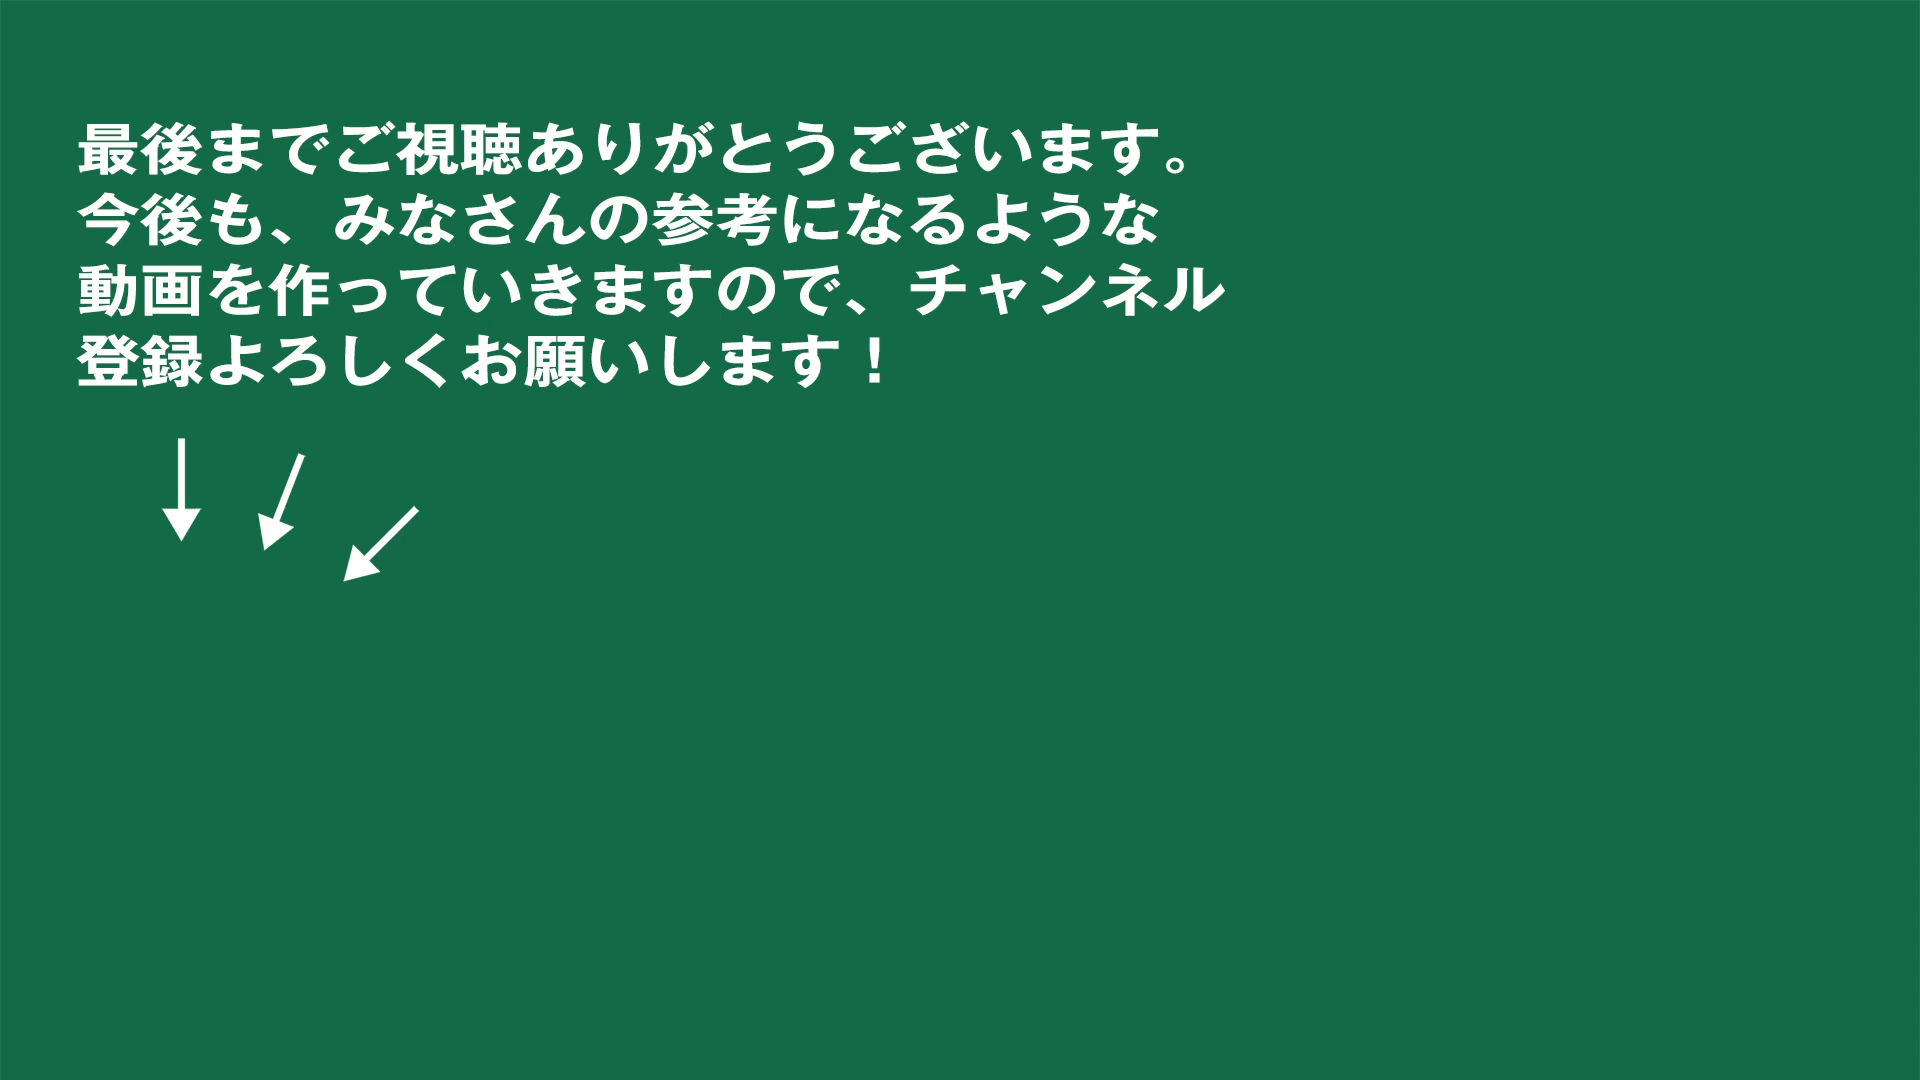 最後までご視聴ありがとうございます。
今後も、みなさんの参考になるような
動画を作っていきますので、チャンネル
登録よろしくお願いします！